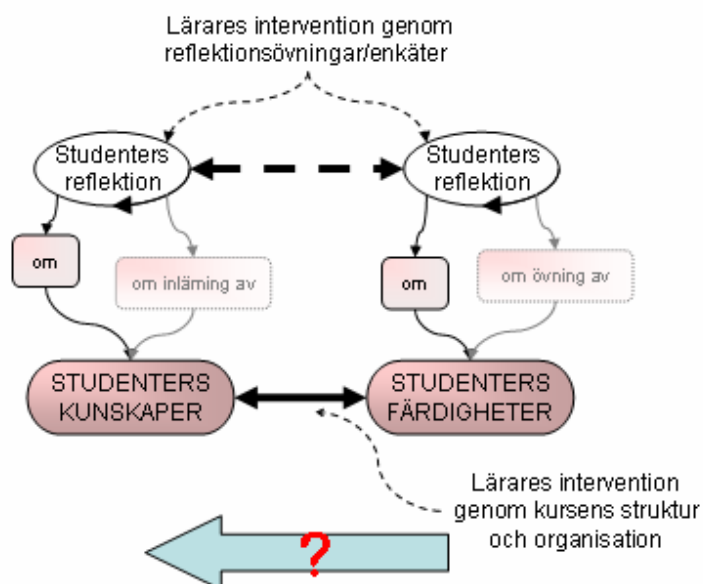 Lärares intervention genom
reflektionsövningar/enkäter
Studenters
reflektion
Studenters
reflektion
om
om inlärning av
om
om övning av
STUDENTERS
KUNSKAPER
STUDENTERS
FÄRDIGHETER
Lärares intervention
genom kursens struktur
och organisation
?